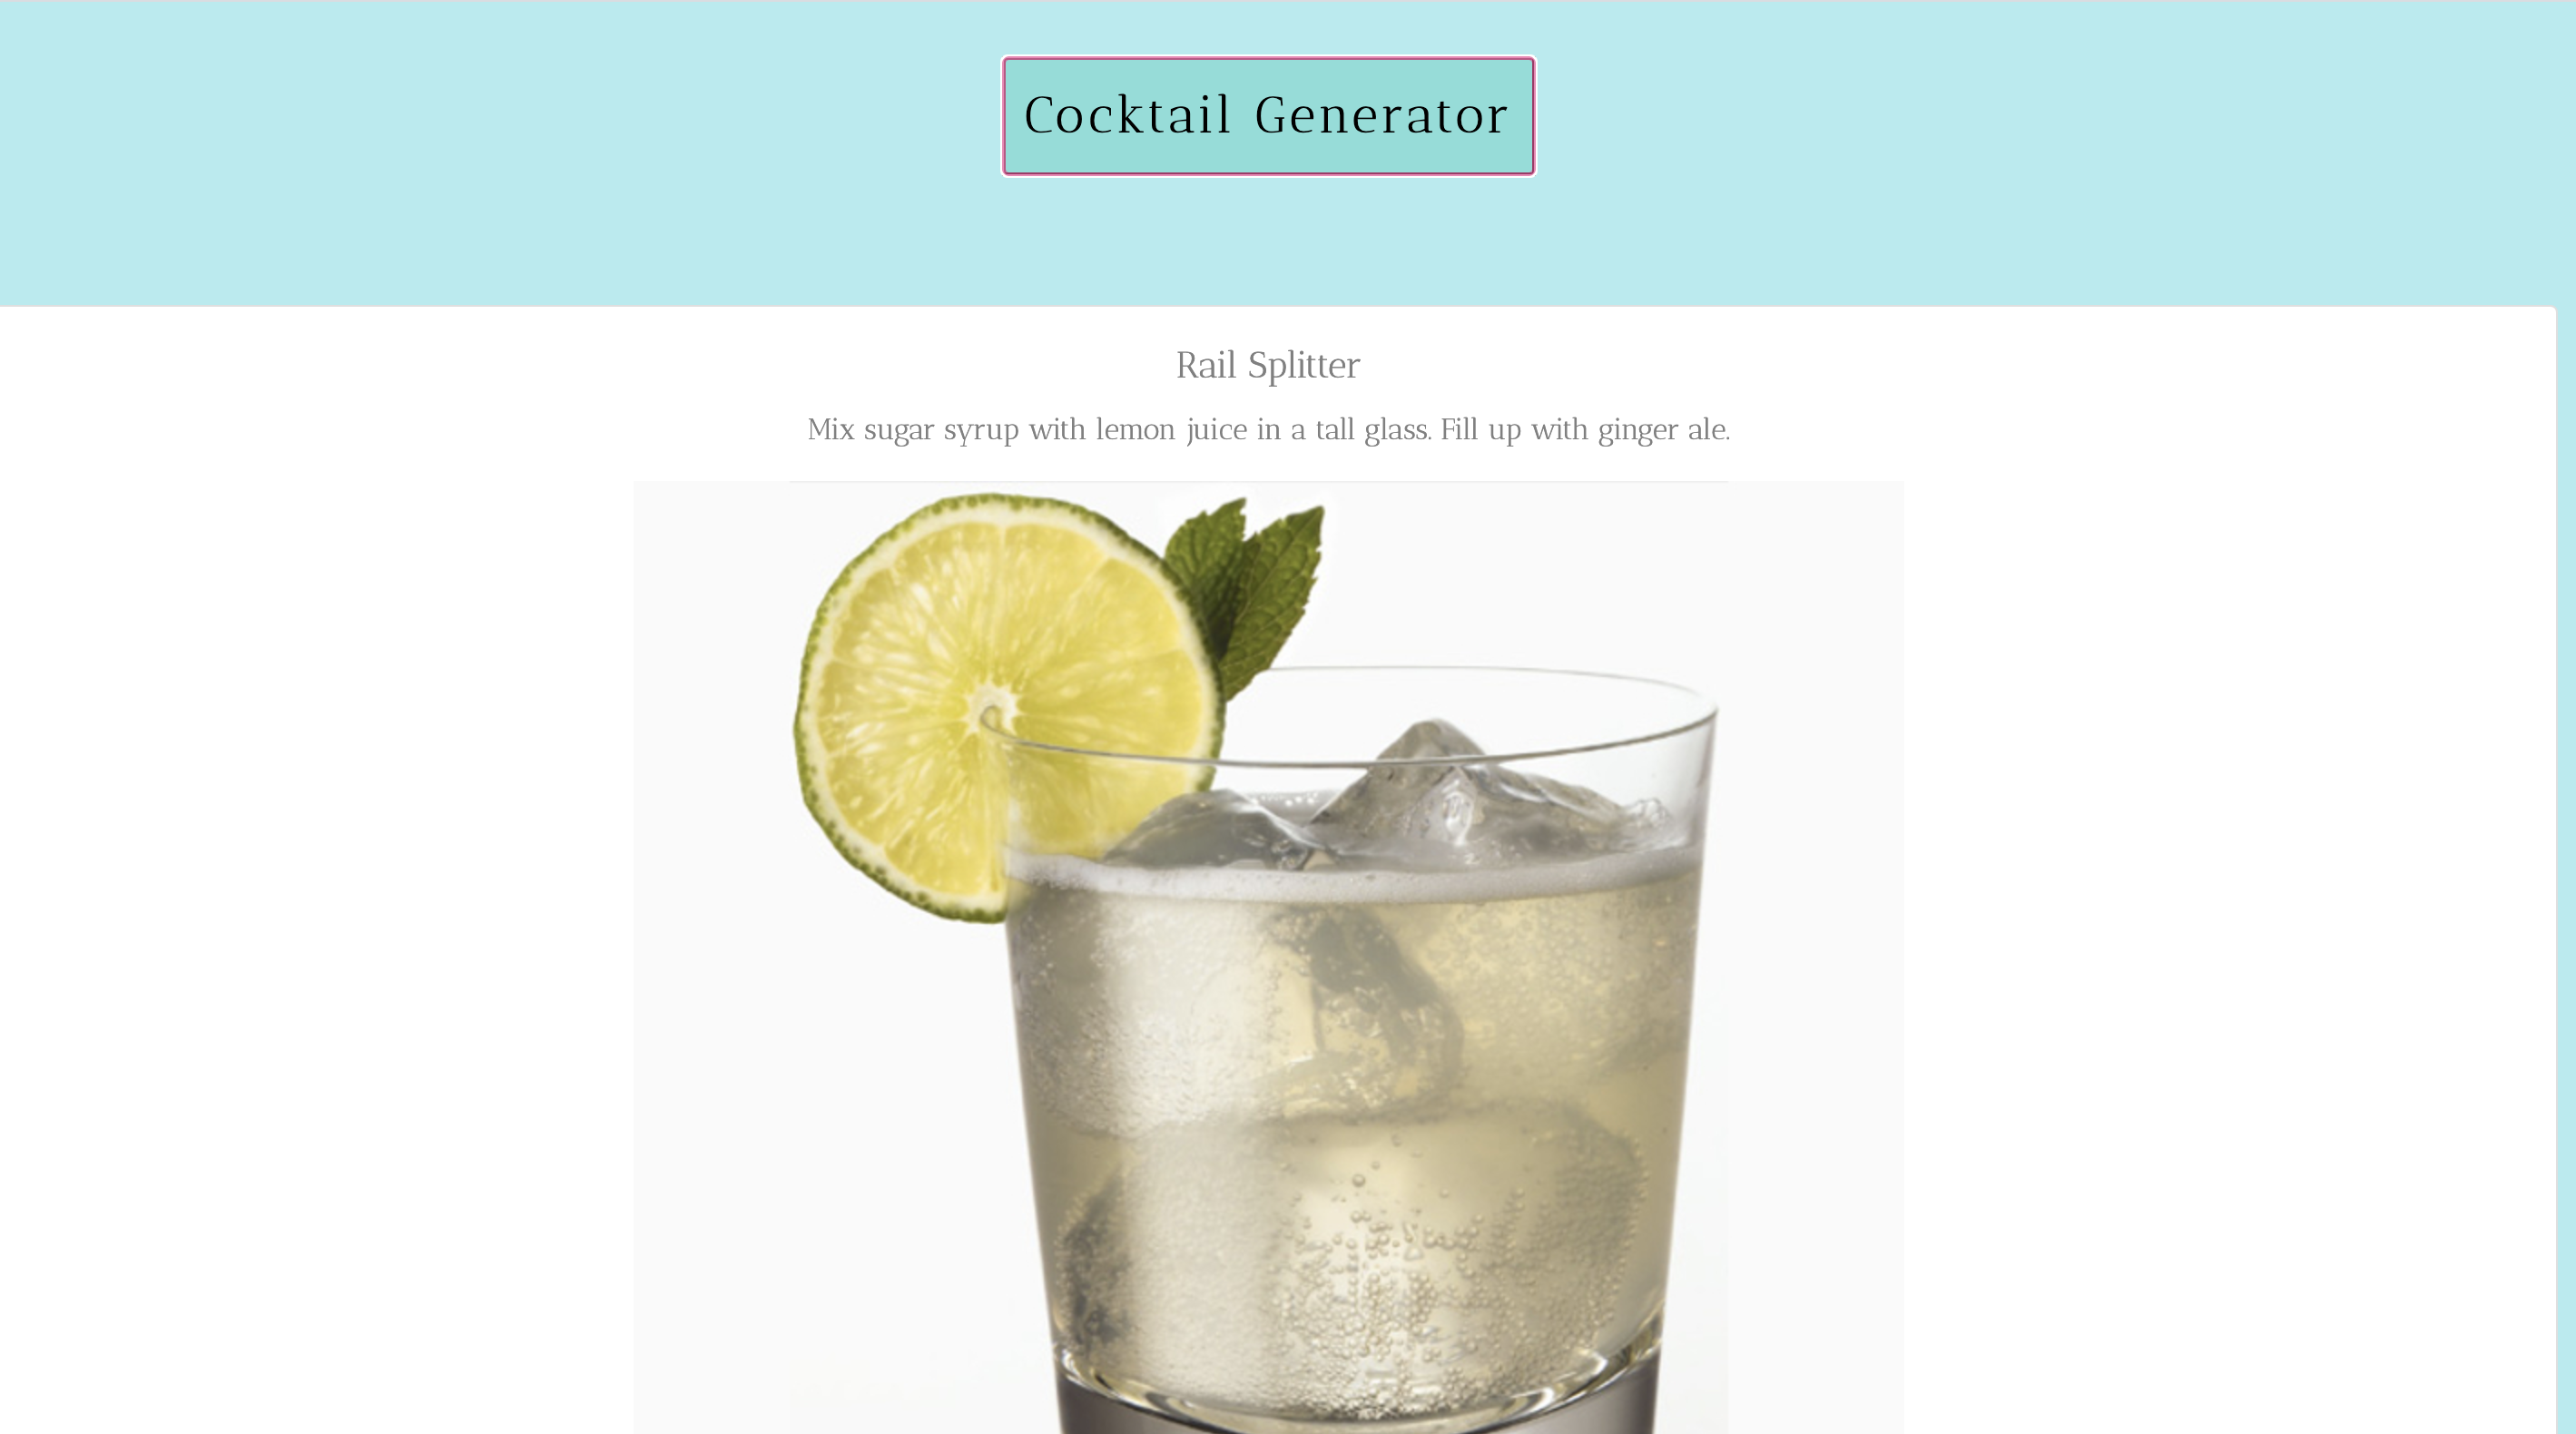 Cocktail Generator
Rail Splitter
Mix sugar syrup with lemon juice in a tall glass. Fill up with ginger ale.